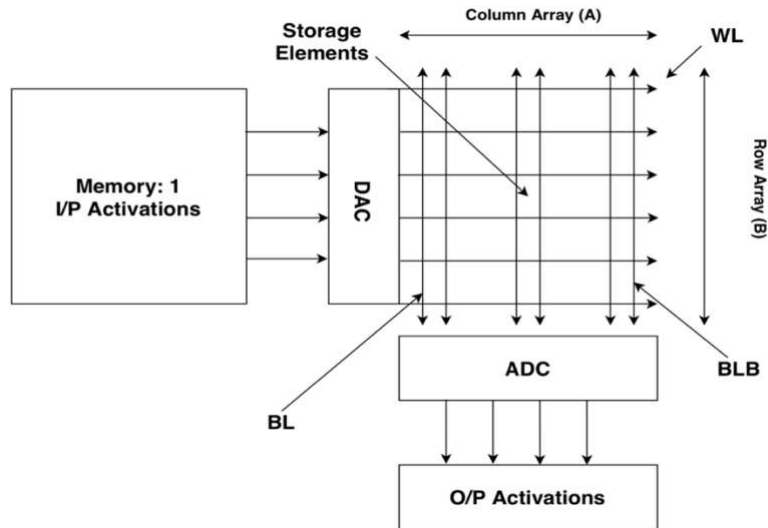 Column Array (A)
Storage
Elements
WL
Memory: 1
I/P Activations
DAC
Row Array (B)
ADC
BLB
BL
O/P Activations